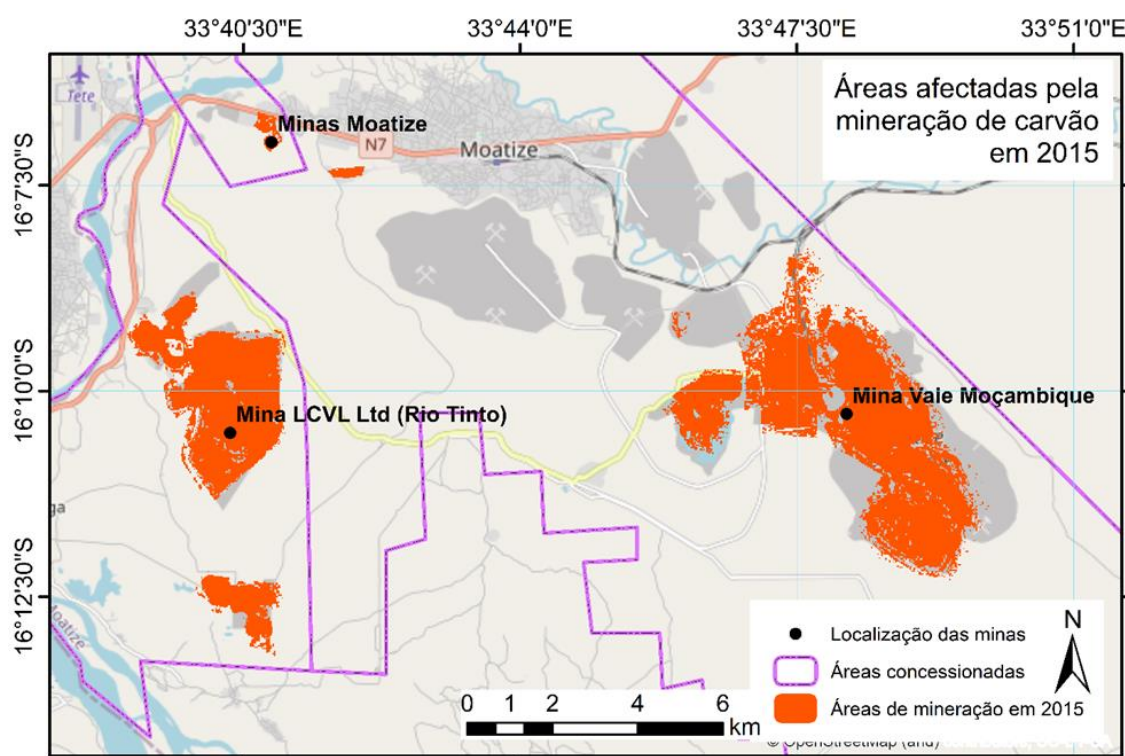 33°40'30"E 33°44'0"E 33°47'30"E 33°51'0"E
Áreas afectadas pela
mineração de carvão
em 2015
Tete
Minas Moatize
N7
Moatize
16°7'30"S
16°10'0"S
Mina LCVL Ltd (Rio Tinto)
Mina Vale Moçambique
16°12'30"S
Moatize
N
Localização das minas
Áreas concessionadas
Áreas de mineração em 2015
0 1 2 4 6
km
© OpenStreetMap (and)